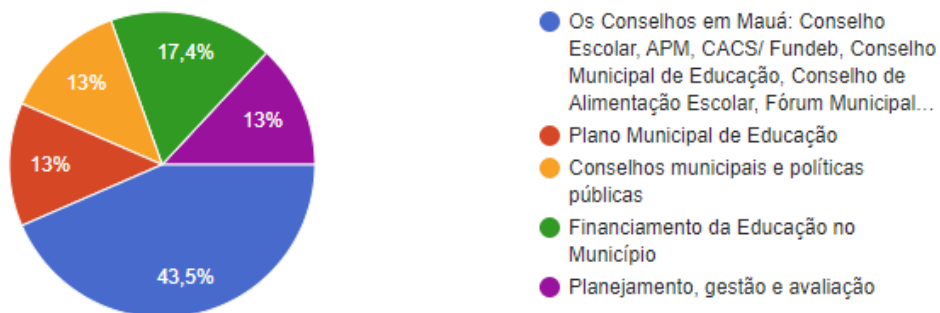 17,4%
13%
13%
13%
43,5%
Os Conselhos em Mauá: Conselho
Escolar, APM, CACS/ Fundeb, Conselho
Municipal de Educação, Conselho de
Alimentação Escolar, Fórum Municipal...
Plano Municipal de Educação
Conselhos municipais e políticas
públicas
Financiamento da Educação no
Município
Planejamento, gestão e avaliação